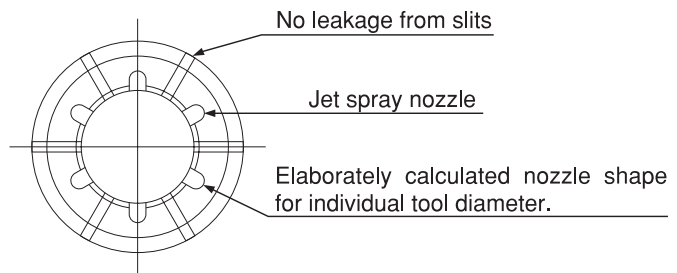 No leakage from slits
Jet spray nozzle
Elaborately calculated nozzle shape
for individual tool diameter.